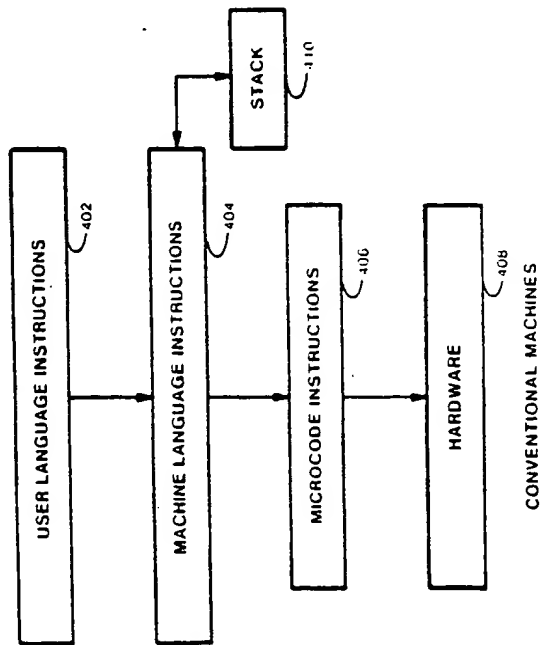 USER LANGUAGE INSTRUCTIONS
402
MACHINE LANGUAGE INSTRUCTIONS
404
STACK
410
MICROCODE INSTRUCTIONS
406
HARDWARE
408
CONVENTIONAL MACHINES